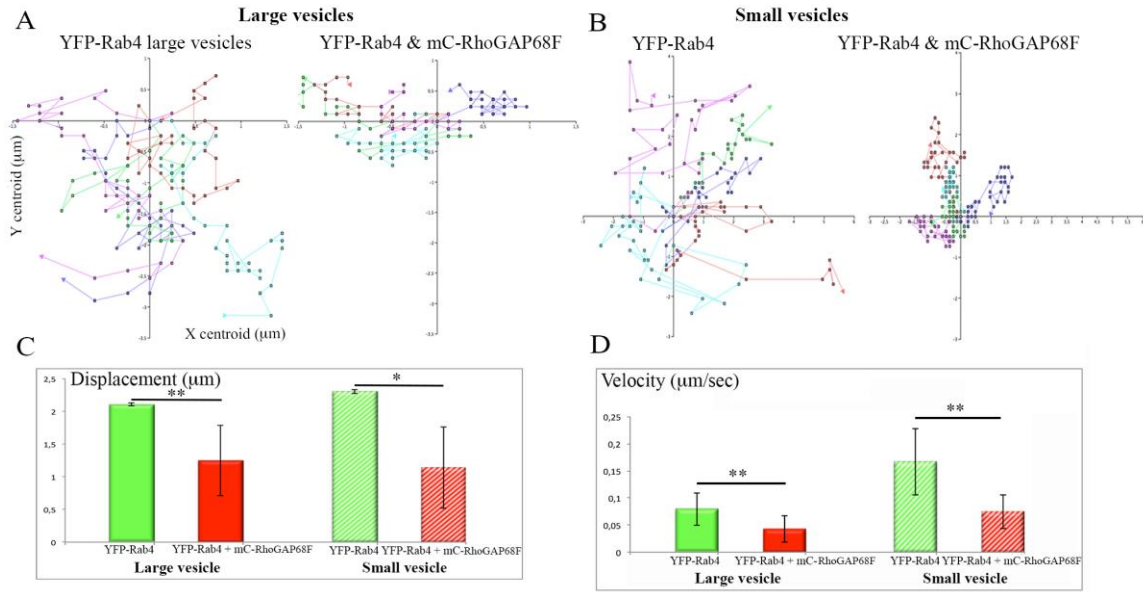 A
Large vesicles
YFP-Rab4 large vesicles
YFP-Rab4 & mC-RhoGAP68F
Y centroid (µm)
X centroid (µm)
B
Small vesicles
YFP-Rab4
YFP-Rab4 & mC-RhoGAP68F
C
Displacement (µm)
2,5
2
1,5
1
0,5
0
**
*
YFP-Rab4
YFP-Rab4 + mC-RhoGAP68F
YFP-Rab4
YFP-Rab4 + mC-RhoGAP68F
Large vesicle
Small vesicle
D
Velocity (µm/sec)
0,25
0,2
0,15
0,1
0,05
0
**
**
YFP-Rab4
YFP-Rab4 + mC-RhoGAP68F
YFP-Rab4
YFP-Rab4 + mC-RhoGAP68F
Large vesicle
Small vesicle